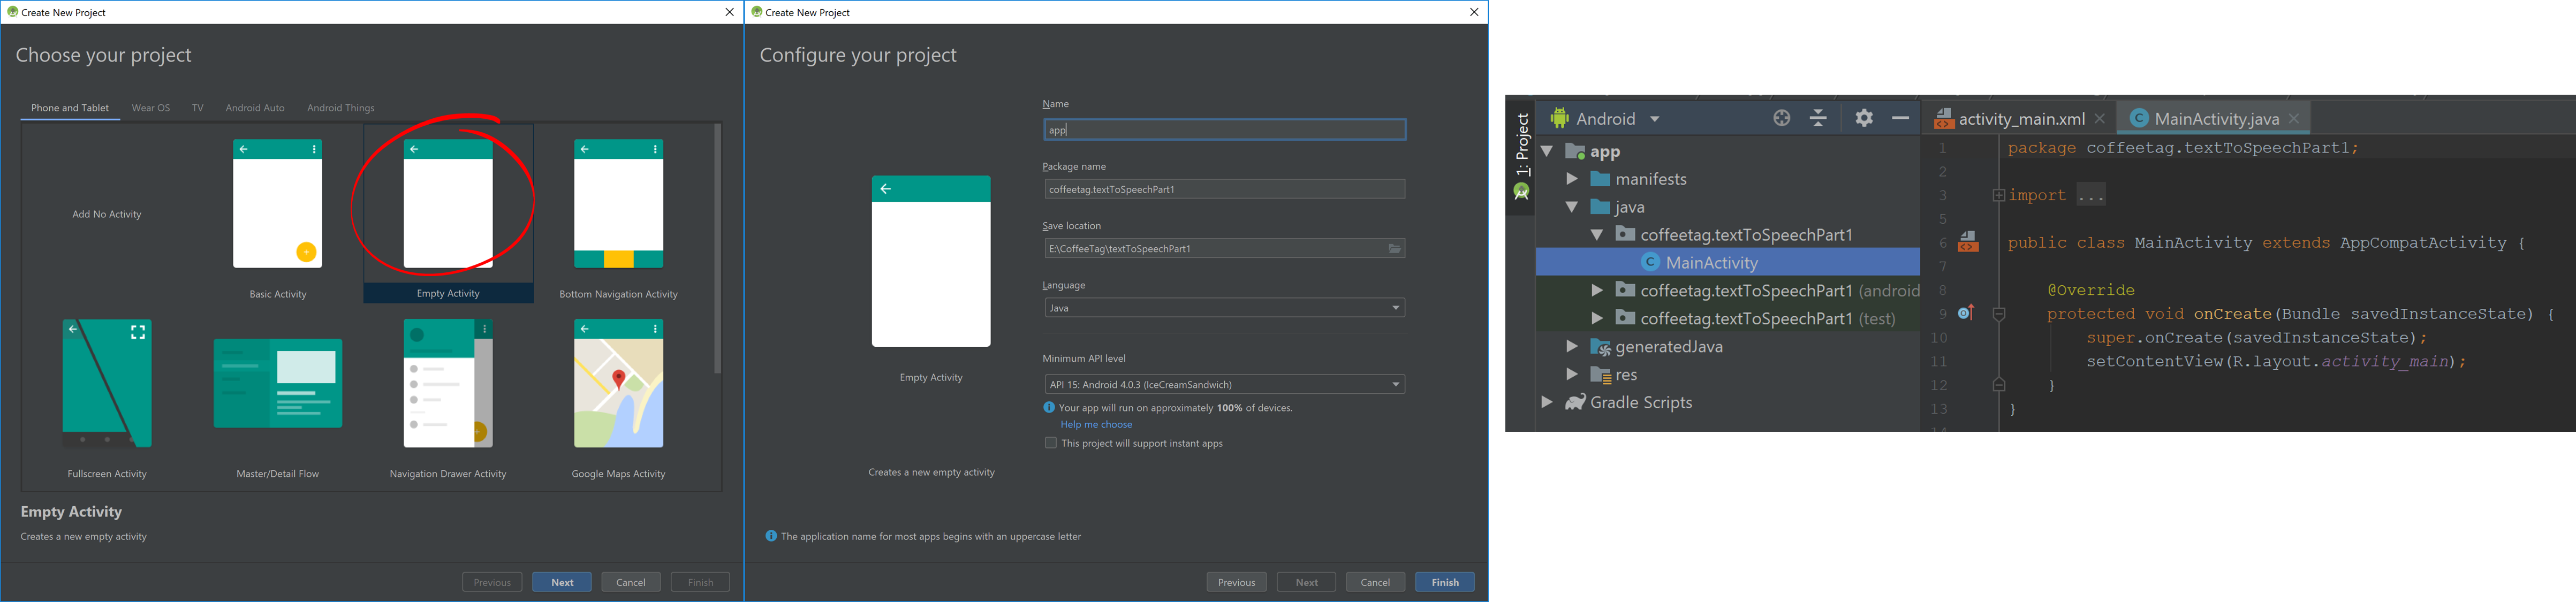 Create New Project
Choose your project
Phone and Tablet Wear OS TV Android Auto Android Things
Add No Activity
Basic Activity
Empty Activity
Bottom Navigation Activity
Fullscreen Activity
Master/Detail Flow
Navigation Drawer Activity
Google Maps Activity
Empty Activity
Creates a new empty activity
Previous Next Cancel Finish
Create New Project
Configure your project
Name
app
Package name
coffeetag.textToSpeechPart1
Save location
E:\CoffeeTag\textToSpeechPart1
Language
Java
Minimum API level
API 15: Android 4.0.3 (IceCreamSandwich)
Your app will run on approximately 100% of devices.
Help me choose
This project will support instant apps
Empty Activity
Creates a new empty activity
The application name for most apps begins with an uppercase letter
Previous Next Cancel Finish
1: Project
Android
app
manifests
java
coffeetag.textToSpeechPart1
MainActivity
coffeetag.textToSpeechPart1 (android
coffeetag.textToSpeechPart1 (test)
generatedJava
res
Gradle Scripts
activity_main.xml MainActivity.java
1 package coffeetag.textToSpeechPart1;
2
3 import ...
5
6 public class MainActivity extends AppCompatActivity {
7
8 @Override
9 protected void onCreate(Bundle savedInstanceState) {
10 super.onCreate(savedInstanceState);
11 setContentView(R.layout.activity_main);
12 }
13 }